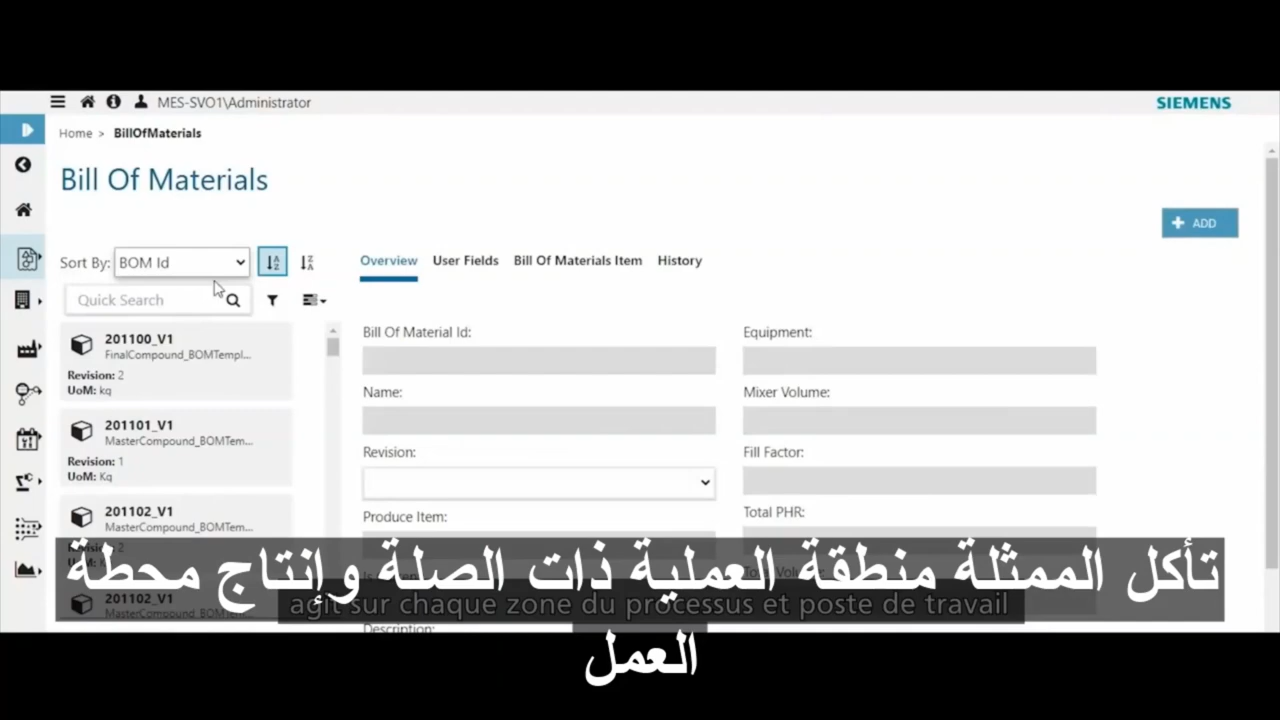 MES-SVO1\Administrator
SIEMENS
Home > BillOfMaterials
Bill Of Materials
ADD
Sort By: BOM Id
Quick Search
Overview User Fields Bill Of Materials Item History
201100_V1
FinalCompound_BOMTempl...
Revision: 2
UoM: kg
201101_V1
MasterCompound_BOMTem...
Revision: 1
UoM: Kg
201102_V1
MasterCompound_BOMTem...
201102_V1
MasterCompound_BOMTem...
Bill Of Material Id:
Equipment:
Name:
Mixer Volume:
Revision:
Fill Factor:
Produce Item:
Total PHR:
Description:
تأكل الممثلة منطقة العملية ذات الصلة وإنتاج محطة
العمل
agit sur chaque zone du processus et poste de travail